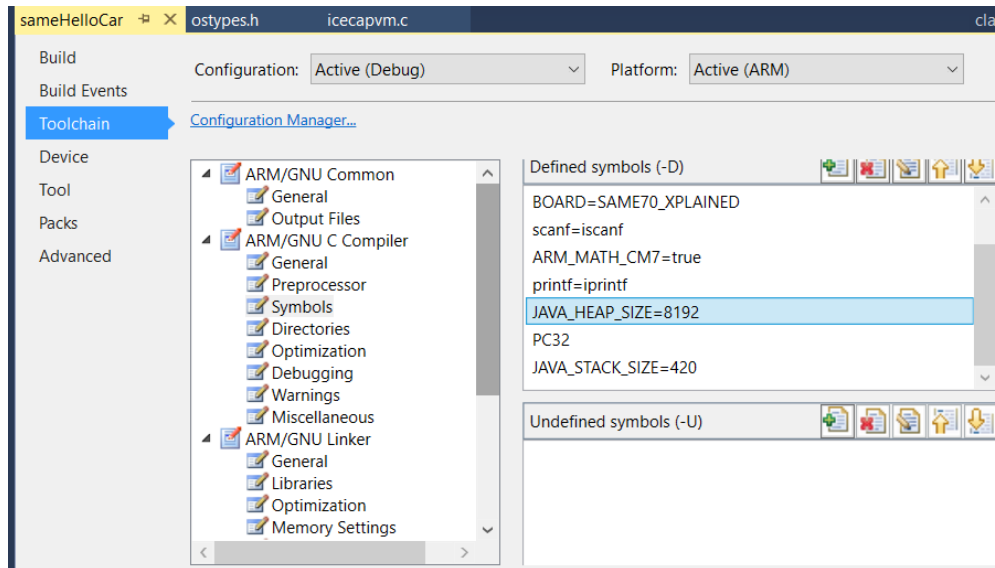 sameHelloCar ostypes.h icecapvm.c cla
Build
Build Events
Toolchain
Device
Tool
Packs
Advanced
Configuration: Active (Debug) Platform: Active (ARM)
Configuration Manager...
ARM/GNU Common
General
Output Files
ARM/GNU C Compiler
General
Preprocessor
Symbols
Directories
Optimization
Debugging
Warnings
Miscellaneous
ARM/GNU Linker
General
Libraries
Optimization
Memory Settings
Defined symbols (-D)
BOARD=SAME70_XPLAINED
scanf=iscanf
ARM_MATH_CM7=true
printf=iprintf
JAVA_HEAP_SIZE=8192
PC32
JAVA_STACK_SIZE=420
Undefined symbols (-U)